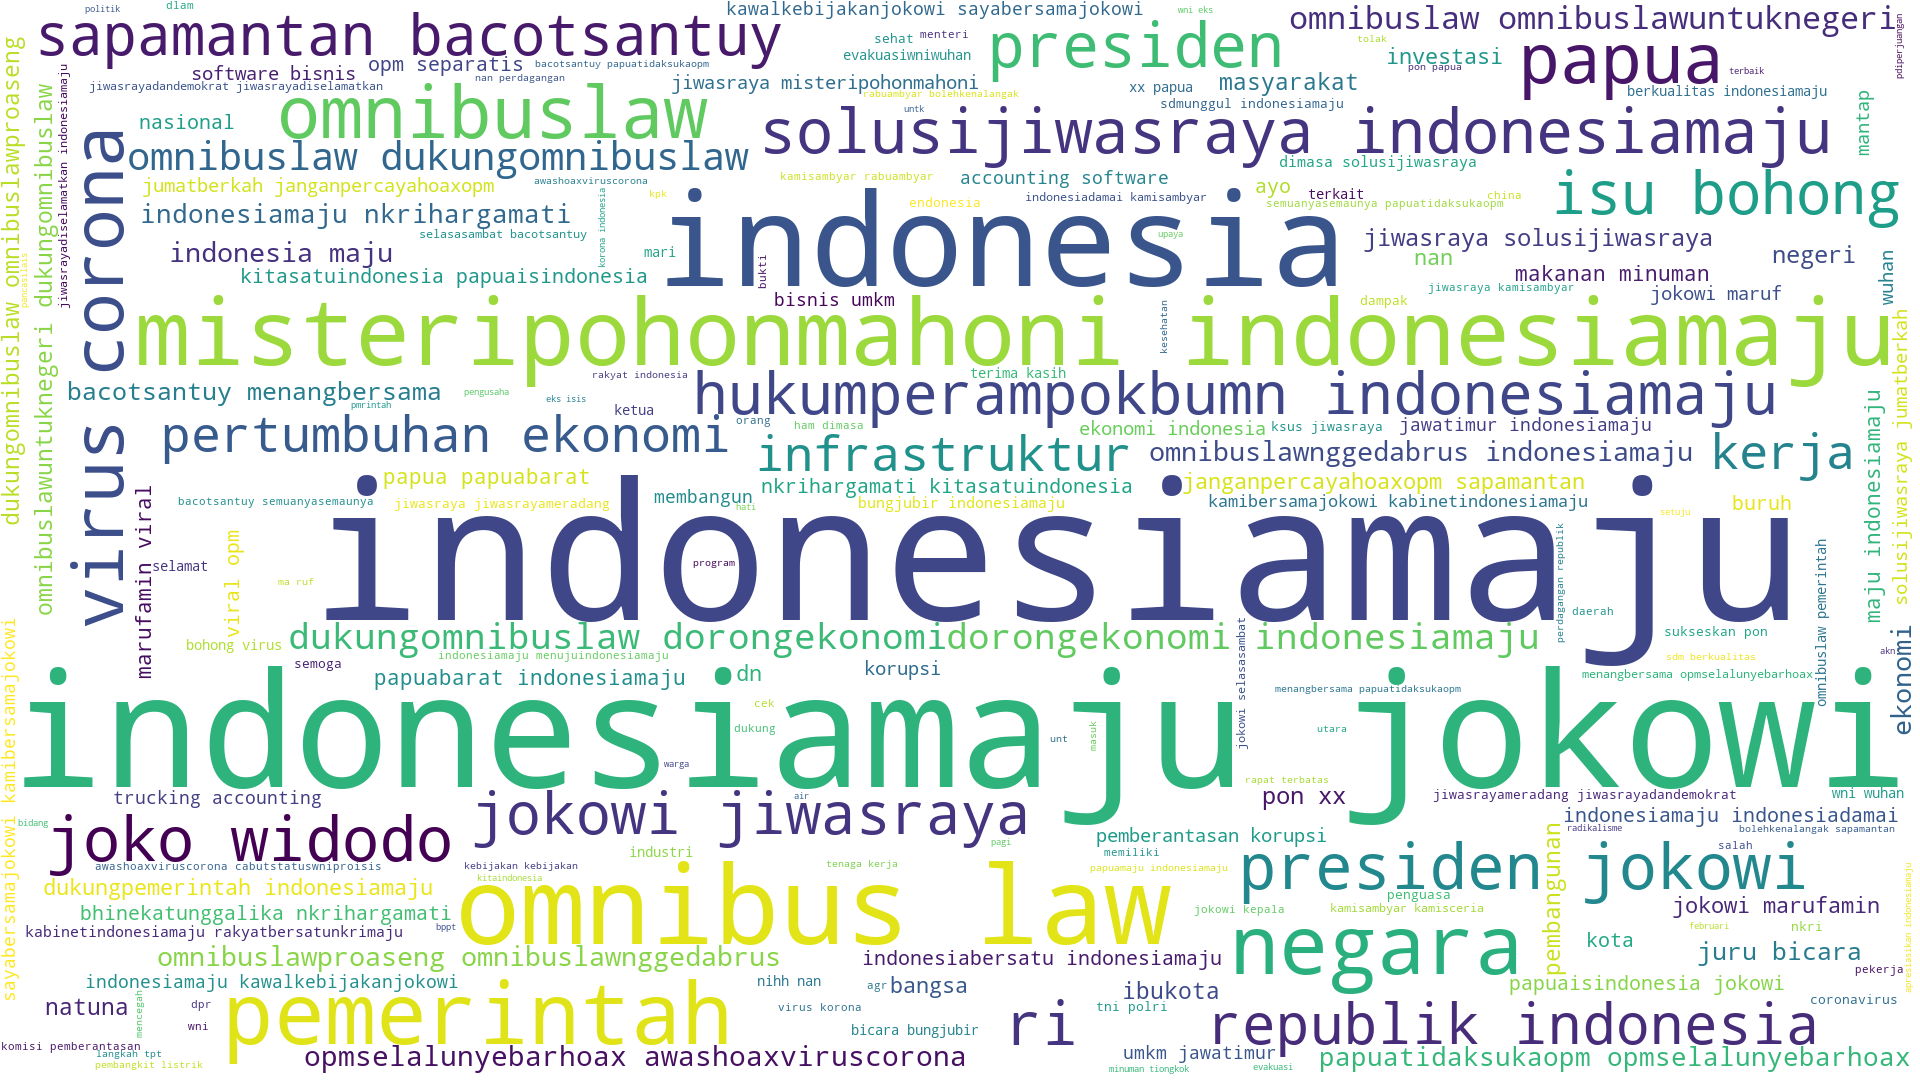 politik
dlam
kawalkebijakanjokowi sayabersamajokowi
wni eks
omnibuslaw omnibuslawuntuknegeri
pdiperjuangan
sapamantan bacotsantuy
sehat
menteri
presiden
tolak
papua
evakuasiwniwuhan
investasi
opm separatis
bacotsantuy papuatidaksukaopm
pon papua
terbaik
software bisnis
nan perdagangan
jiwasraya misteripohonmahoni
xx papua
masyarakat
jiwasrayadandemokrat jiwasrayadiselamatkan
rabuambyar bolehkenalangak
berkualitas indonesiamaju
omnibuslaw
untk
sdmunggul indonesiamaju
mantap
nasional
solusijiwasraya indonesiamaju
omnibuslaw dukungomnibuslaw
dimasa solusijiwasraya
jumatberkah janganpercayahoaxopm
awashoaxviruscorona
kamisambyar rabuambyar
accounting software
ayo
terkait
isu bohong
kpk
endonesia
indonesiadamai kamisambyar
semuanyasemaunya papuatidaksukaopm
china
indonesiamaju nkrihargamati
korona indonesia
indonesia
selasasambat bacotsantuy
upaya
jiwasraya solusijiwasraya
indonesia maju
mari
nan
negeri
wuhan
kitasatuindonesia papuaisindonesia
bukti
makanan minuman
jiwasraya kamisambyar
jokowi maruf
bisnis umkm
dampak
kesehatan
virus corona
dukungomnibuslaw omnibuslawproaseng
omnibuslawuntuknegeri dukungomnibuslaw
jiwasrayadiselamatkan indonesiamaju
pancasilais
misteripohonmahoni indonesiamaju
rakyat indonesia
terima kasih
bacotsantuy menangbersama
pengusaha
eks isis
hukumperampokbumn indonesiamaju
pmrintah
ketua
orang
ham dimasa
ekonomi indonesia
ksus jiwasraya
jawatimur indonesiamaju
pertumbuhan ekonomi
infrastruktur
omnibuslawnggedabrus indonesiamaju
kerja
maju indonesiamaju
solusijiwasraya jumatberkah
papua papuabarat
nkrihargamati kitasatuindonesia
janganpercayahoaxopm sapamantan
marufamin viral
bacotsantuy semuanyasemaunya
jiwasraya jiwasrayameradang
membangun
hati
bungjubir indonesiamaju
kamibersamajokowi kabinetindonesiamaju
setuju
buruh
indonesiamaju
viral opm
selamat
program
ma ruf
perdagangan republik
omnibuslaw pemerintah
daerah
bohong virus
dukungomnibuslaw dorongekonomi
dorongekonomi indonesiamaju
sukseskan pon
ekonomi
akn
semoga
indonesiamaju menujuindonesiamaju
korupsi
sdm berkualitas
papuabarat indonesiamaju
dn
jokowi selasasambat
menangbersama papuatidaksukaopm
menangbersama opmselalunyebarhoax
sayabersamajokowi kamibersamajokowi
indonesiamaju jokowi
cek
dukung
unt
masuk
utara
warga
rapat terbatas
trucking accounting
air
pon xx
jiwasrayameradang jiwasrayadandemokrat
wni wuhan
bidang
joko widodo
jokowi jiwasraya
indonesiamaju indonesiadamai
radikalisme
bolehkenalangak sapamantan
pemberantasan korupsi
pagi
industri
memiliki
salah
pembangunan
awashoaxviruscorona cabutstatuswniproisis
kebijakan kebijakan
tenaga kerja
papuamaju indonesiamaju
presiden jokowi
apresiasikan indonesiamaju
kitaindonesia
dukungpemerintah indonesiamaju
omnibus law
penguasa
bhinekatunggalika nkrihargamati
jokowi kepala
kamisambyar kamisceria
jokowi marufamin
bppt
kabinetindonesiamaju rakyatbersatunkrimaju
negara
februari
nkri
kota
omnibuslawproaseng omnibuslawnggedabrus
indonesiabersatu indonesiamaju
juru bicara
pekerja
indonesiamaju kawalkebijakanjokowi
nihh nan
agr
bangsa
ibukota
papuaisindonesia jokowi
natuna
mencegah
dpr
pemerintah
virus korona
tni polri
coronavirus
wni
bicara bungjubir
ri
republik indonesia
komisi pemberantasan
langkah tpt
opmselalunyebarhoax awashoaxviruscorona
umkm jawatimur
papuatidaksukaopm opmselalunyebarhoax
pembangkit listrik
minuman tiongkok
evakuasi